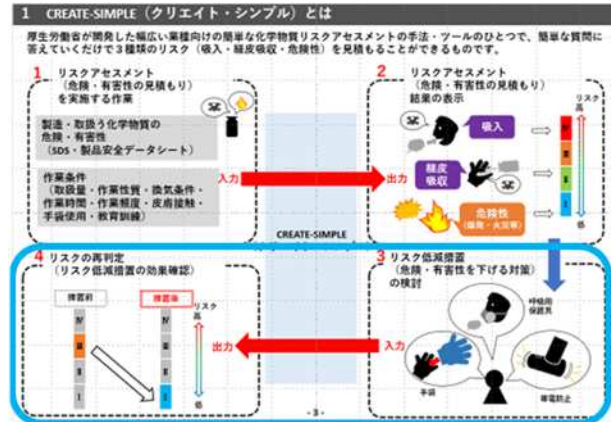 1 CREATE-SIMPLE（クリエイト・シンプル）とは
厚生労働省が開発した幅広い業種向けの簡単な化学物質リスクアセスメントの手法・ツールのひとつで、簡単な質問に
答えていくだけで３種類のリスク（吸入・経皮吸収・危険性）を見積もることができるものです。
1 リスクアセスメント
（危険・有害性の見積もり）
を実施する作業
製造・取扱う化学物質の
危険・有害性
（SDS・製品安全データシート）
作業条件
（取扱量・作業性質・換気条件・
作業時間・作業頻度・皮膚接触・
手袋使用・教育訓練）
入力
CREATE-SIMPLE
出力
2 リスクアセスメント
（危険・有害性の見積もり）
結果の表示
吸入
経皮
吸収
危険性
（爆発・火災等）
リスク
高
Ⅳ
Ⅲ
Ⅱ
Ⅰ
低
3 リスク低減措置
（危険・有害性を下げる対策）
の検討
呼吸用
保護具
手袋
帯電防止
入力
出力
4 リスクの再判定
（リスク低減措置の効果確認）
措置前
措置後
リスク
高
Ⅳ
Ⅲ
Ⅱ
Ⅰ
Ⅳ
Ⅲ
Ⅱ
Ⅰ
低
- 3 -